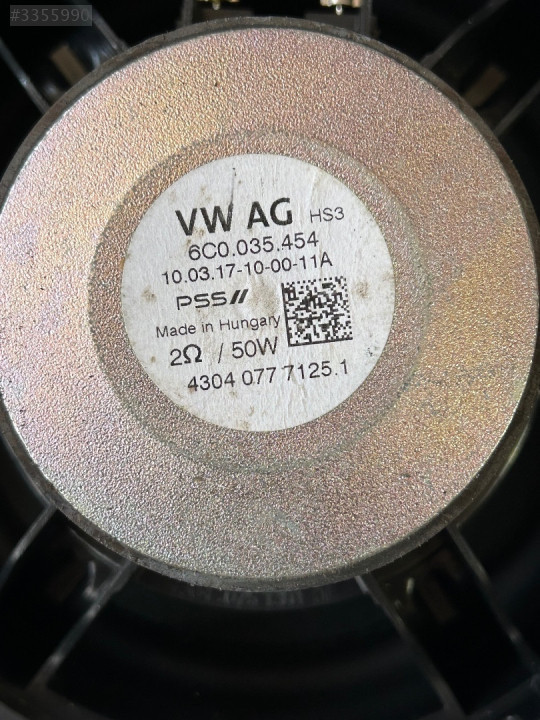 #3355990
VW AG HS3
6C0.035.454
10.03.17-10-00-11A
PSS
Made in Hungary
2Ω / 50W
4304 077 7125.1